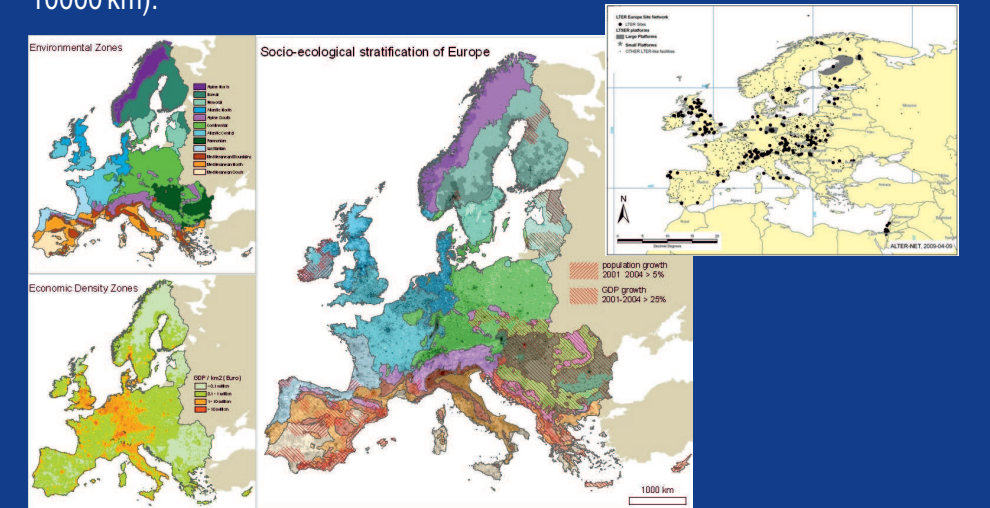 10000 km).
Environmental Zones
Alpine North
Boreal
Nemoral
Atlantic North
Alpine South
Continental
Atlantic Central
Pannonian
Lusitanian
Mediterranean Mountains
Mediterranean North
Mediterranean South
Economic Density Zones
GDP / km2 (Euro)
Socio-ecological stratification of Europe
population growth
2001 2004 > 5%
GDP growth
2001-2004 > 25%
1000 km
LTER Europe Site Network
LTER Sites
LTSER platforms
Large Platforms
Small Platforms
OTHER LTER-like facilities
N
Decimal Degrees
ALTER-NET, 2009-04-09